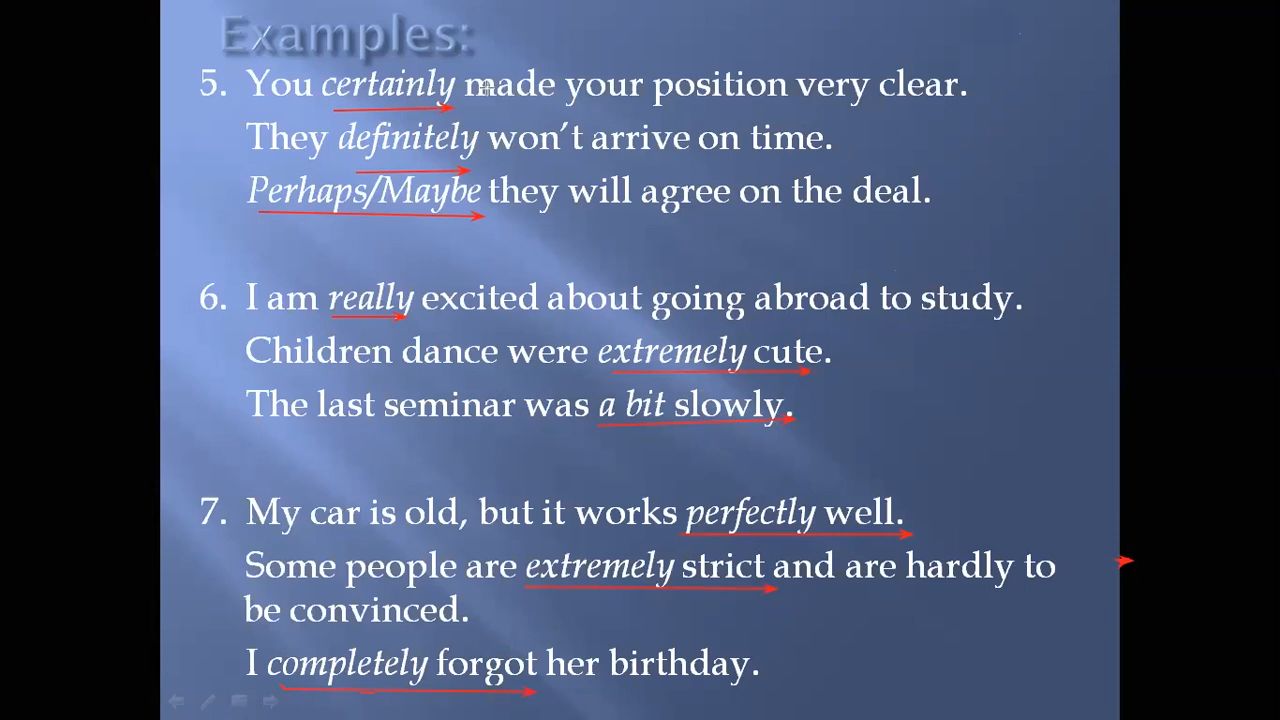 Examples:
5. You certainly made your position very clear.
They definitely won't arrive on time.
Perhaps/Maybe they will agree on the deal.
6. I am really excited about going abroad to study.
Children dance were extremely cute.
The last seminar was a bit slowly.
7. My car is old, but it works perfectly well.
Some people are extremely strict and are hardly to
be convinced.
I completely forgot her birthday.